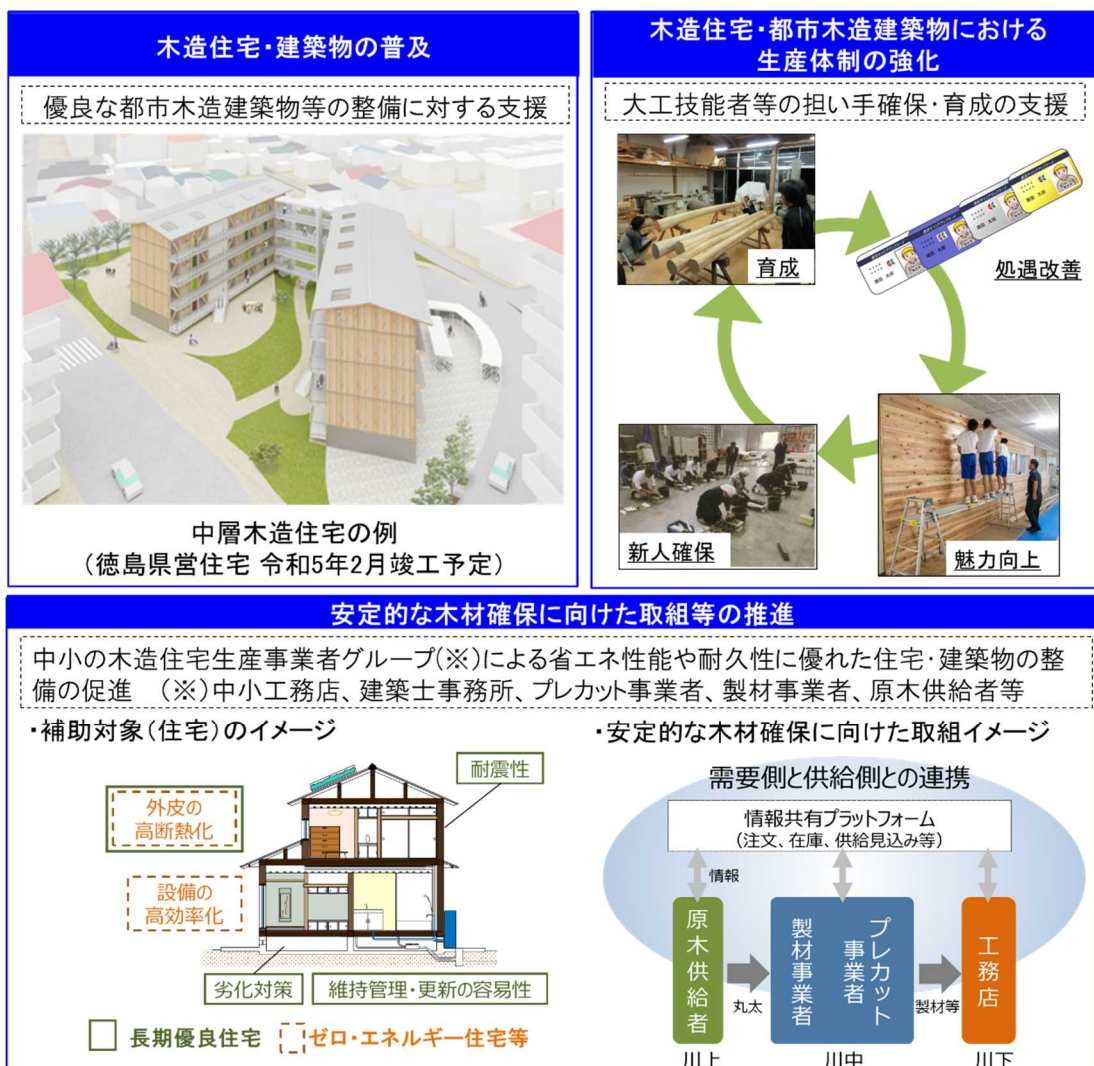 木造住宅・建築物の普及
優良な都市木造建築物等の整備に対する支援
中層木造住宅の例
(徳島県営住宅 令和5年2月竣工予定)
木造住宅・都市木造建築物における
生産体制の強化
大工技能者等の担い手確保・育成の支援
育成
処遇改善
新人確保
魅力向上
安定的な木材確保に向けた取組等の推進
中小の木造住宅生産事業者グループ(※)による省エネ性能や耐久性に優れた住宅・建築物の整
備の促進 (※)中小工務店、建築士事務所、プレカット事業者、製材事業者、原木供給者等
・補助対象(住宅)のイメージ
耐震性
外皮の
高断熱化
設備の
高効率化
劣化対策
維持管理・更新の容易性
長期優良住宅
ゼロ・エネルギー住宅等
・安定的な木材確保に向けた取組イメージ
需要側と供給側との連携
情報共有プラットフォーム
(注文、在庫、供給見込み等)
情報
原木供給者
丸太
製材事業者
プレカット
事業者
製材等
工務店
川上
川中
川下